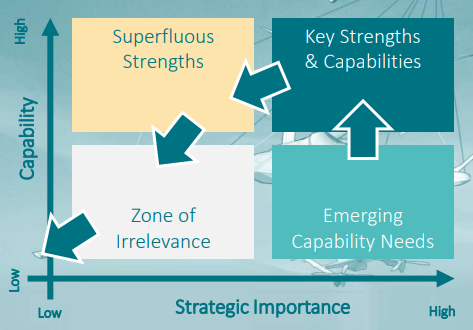 High
Superfluous
Strengths
Key Strengths
& Capabilities
Capability
Zone of
Irrelevance
Emerging
Capability Needs
Low
Low
Strategic Importance
High